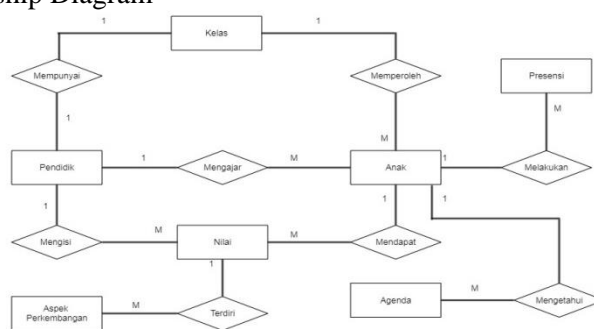 ship Diagram
1
Kelas
1
Mempunyai
Memperoleh
Presensi
1
M
M
Pendidik
1
Mengajar
M
Anak
1
Melakukan
1
1
1
Mengisi
M
Nilai
M
Mendapat
1
Aspek
Perkembangan
M
Terdiri
Agenda
M
Mengetahui